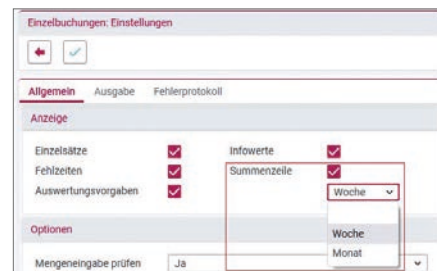 Einzelbuchungen: Einstellungen
Allgemein Ausgabe Fehlerprotokoll
Anzeige
Einzelsätze Infowerte
Fehlzeiten Summenzeile
Auswertungsvorgaben Woche
Woche
Optionen
Monat
Mengeneingabe prüfen Ja